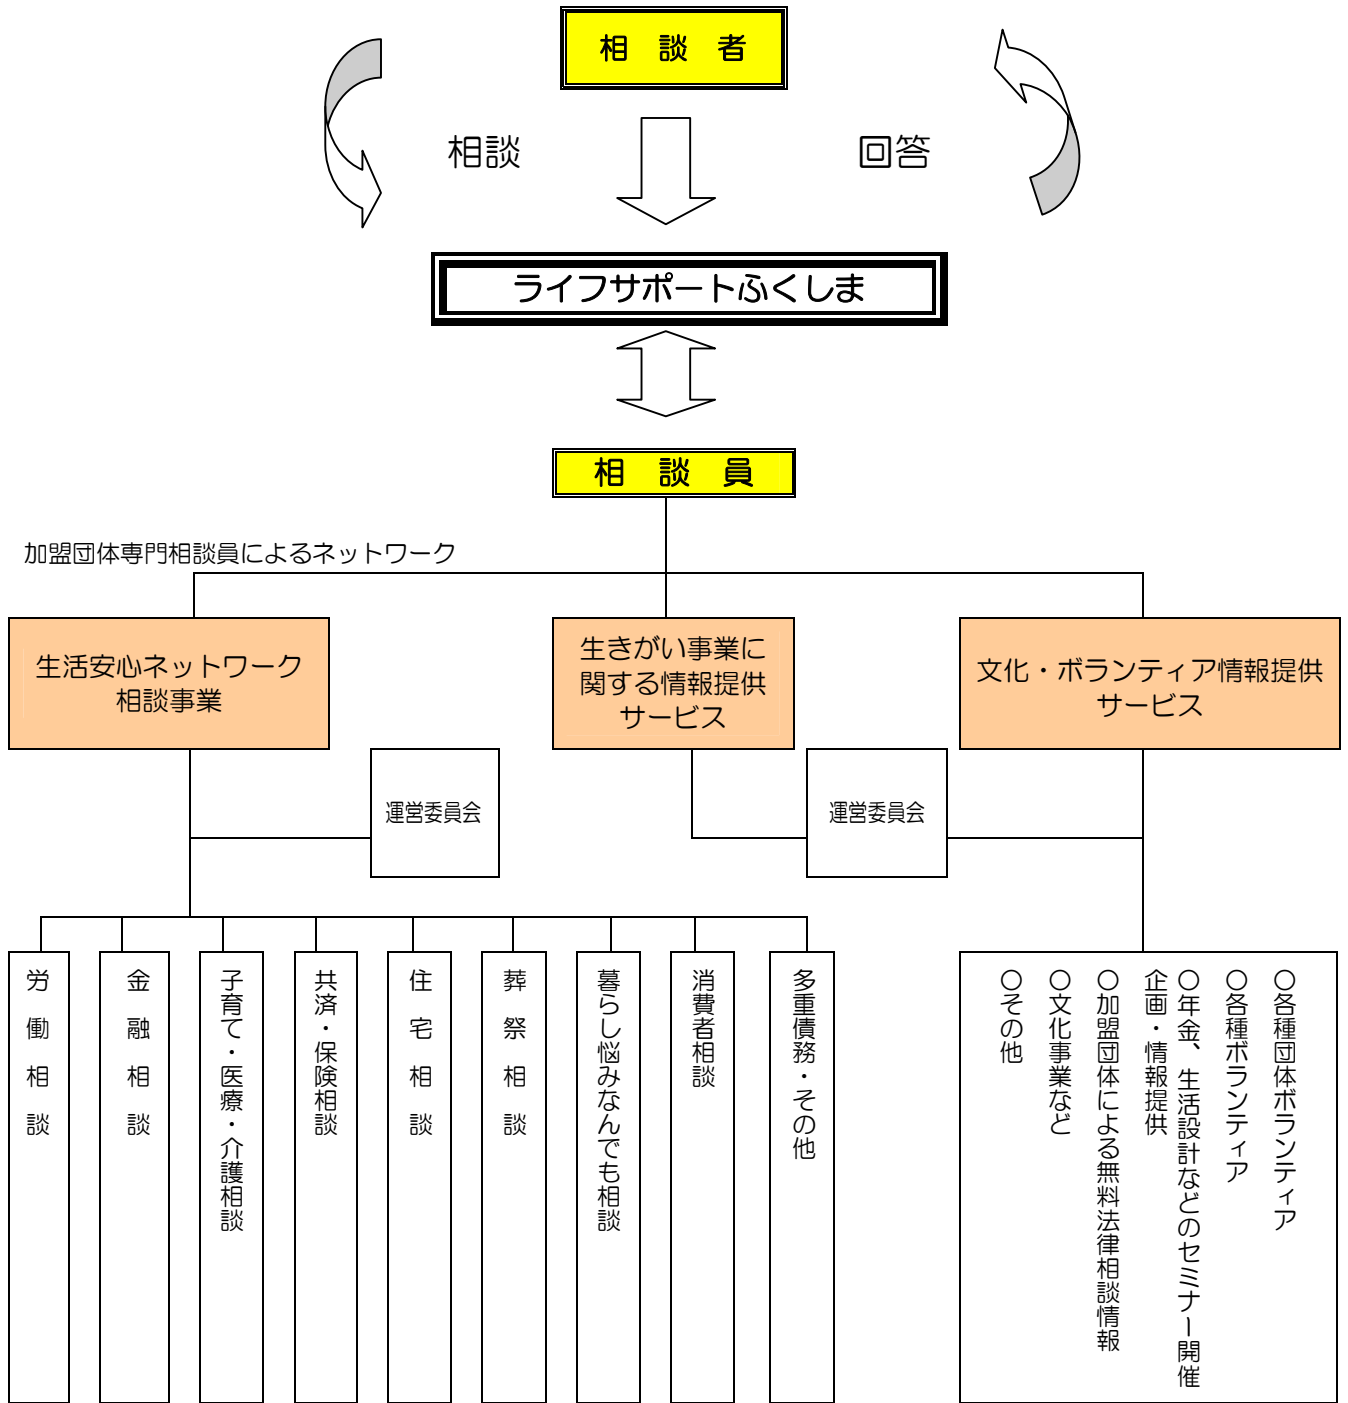 相　談　者
相談
回答
ライフサポートふくしま
相　談　員
加盟団体専門相談員によるネットワーク
生活安心ネットワーク
相談事業
生きがい事業に
関する情報提供
サービス
文化・ボランティア情報提供
サービス
運営委員会
運営委員会
労　働　相　談
金　融　相　談
子育て・医療・介護相談
共済・保険相談
住　宅　相　談
葬　祭　相　談
暮らし悩みなんでも相談
消費者相談
多重債務・その他
○各種団体ボランティア
○各種ボランティア
○年金、生活設計などのセミナー開催
企画・情報提供
○加盟団体による無料法律相談情報
○文化事業など
○その他